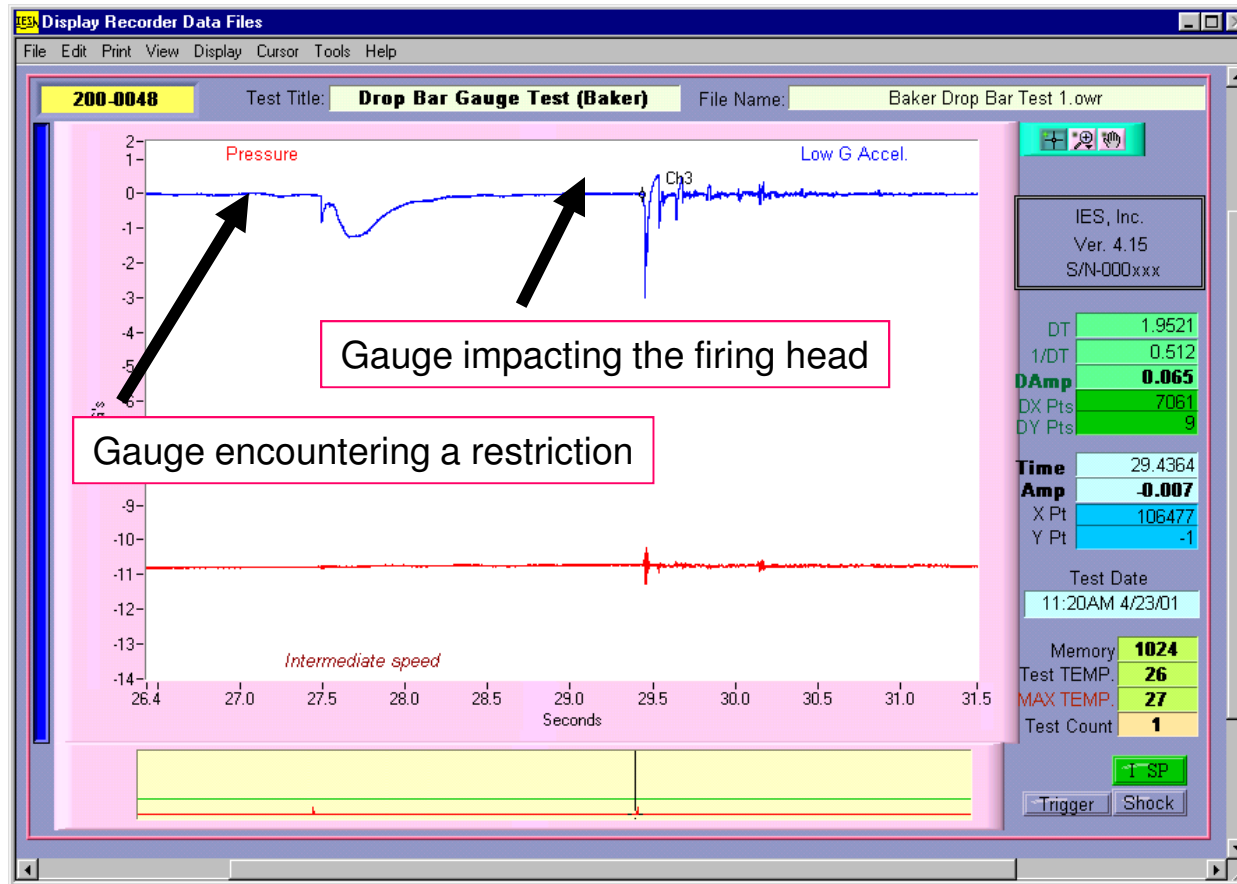 IES Display Recorder Data Files
File Edit Print View Display Cursor Tools Help
200-0048
Test Title: Drop Bar Gauge Test (Baker)
File Name: Baker Drop Bar Test 1.owr
Pressure
Low G Accel.
Ch3
2
1
0
-1
-2
-3
-4
-5
-6
-9
-10
-11
-12
-13
-14
Gauge impacting the firing head
Gauge encountering a restriction
Intermediate speed
26.4 27.0 27.5 28.0 28.5 29.0 29.5 30.0 30.5 31.0 31.5
Seconds
IES, Inc.
Ver. 4.15
S/N-000xxx
DT 1.9521
1/DT 0.512
DAmp 0.065
DX Pts 7061
DY Pts 9
Time 29.4364
Amp -0.007
X Pt 106477
Y Pt -1
Test Date
11:20AM 4/23/01
Memory 1024
Test TEMP. 26
MAX TEMP. 27
Test Count 1
T SP
Trigger Shock